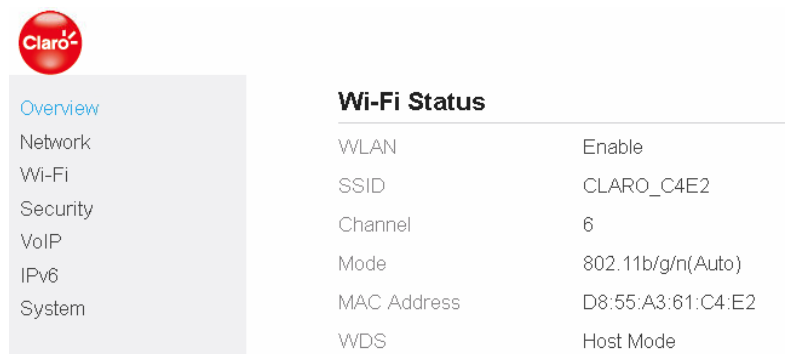 Claro
Overview
Network
Wi-Fi
Security
VoIP
IPv6
System
Wi-Fi Status
WLAN Enable
SSID CLARO_C4E2
Channel 6
Mode 802.11b/g/n(Auto)
MAC Address D8:55:A3:61:C4:E2
WDS Host Mode